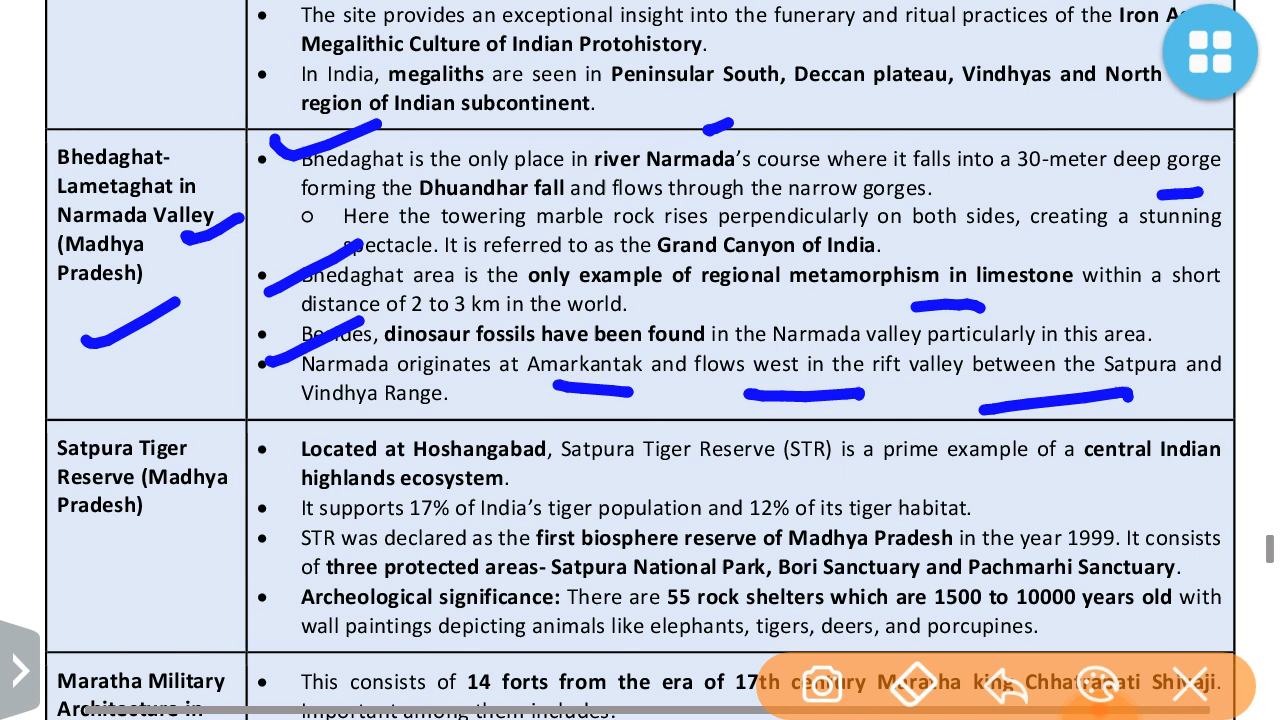 • The site provides an exceptional insight into the funerary and ritual practices of the Iron
Megalithic Culture of Indian Protohistory.
• In India, megaliths are seen in Peninsular South, Deccan plateau, Vindhyas and North
region of Indian subcontinent.
Bhedaghat-
Lametaghat in
Narmada Valley
(Madhya
Pradesh)
• Bhedaghat is the only place in river Narmada's course where it falls into a 30-meter deep gorge
forming the Dhuandhar fall and flows through the narrow gorges.
o Here the towering marble rock rises perpendicularly on both sides, creating a stunning
spectacle. It is referred to as the Grand Canyon of India.
• Bhedaghat area is the only example of regional metamorphism in limestone within a short
distance of 2 to 3 km in the world.
• Besides, dinosaur fossils have been found in the Narmada valley particularly in this area.
• Narmada originates at Amarkantak and flows west in the rift valley between the Satpura and
Vindhya Range.
Satpura Tiger
Reserve (Madhya
Pradesh)
• Located at Hoshangabad, Satpura Tiger Reserve (STR) is a prime example of a central Indian
highlands ecosystem.
• It supports 17% of India's tiger population and 12% of its tiger habitat.
• STR was declared as the first biosphere reserve of Madhya Pradesh in the year 1999. It consists
of three protected areas- Satpura National Park, Bori Sanctuary and Pachmarhi Sanctuary.
• Archeological significance: There are 55 rock shelters which are 1500 to 10000 years old with
wall paintings depicting animals like elephants, tigers, deers, and porcupines.
Maratha Military
Architecture in
• This consists of 14 forts from the era of 17th century Maratha king Chhatrapati Shivaji.
Important among them includes: